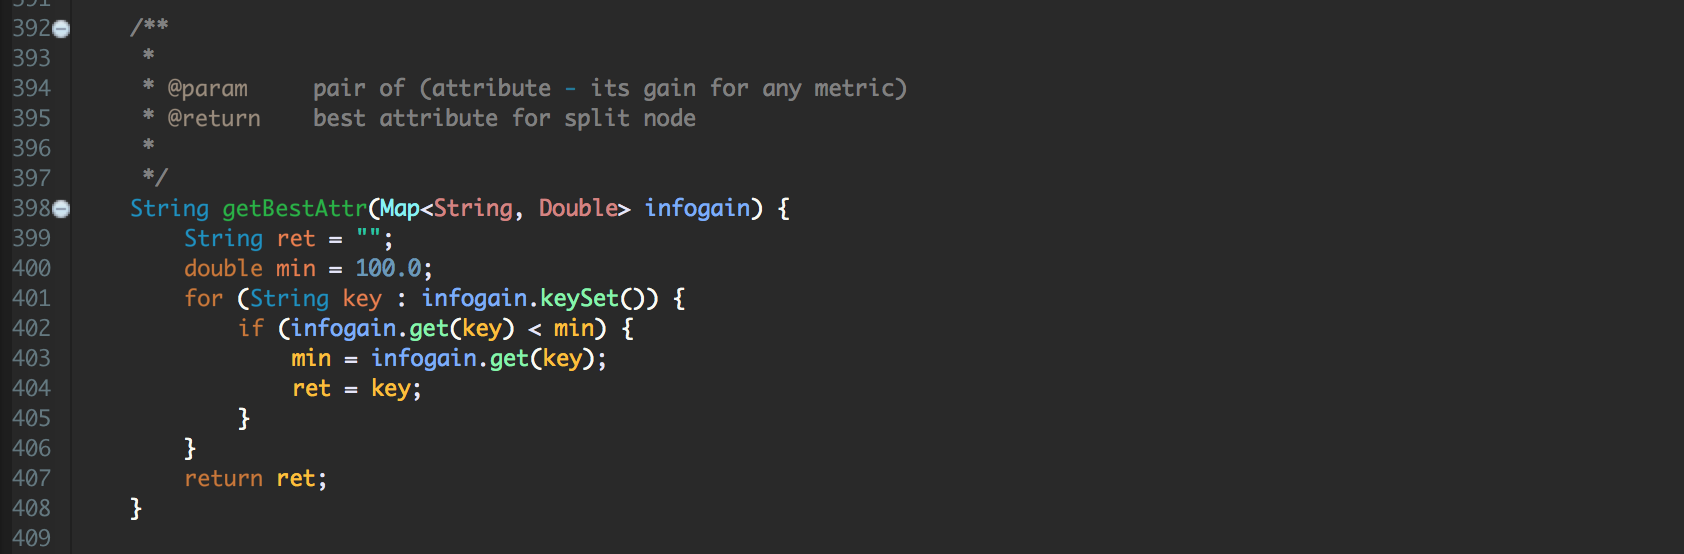 391
392 /**
393 *
394 * @param pair of (attribute - its gain for any metric)
395 * @return best attribute for split node
396 *
397 */
398 String getBestAttr(Map<String, Double> infogain) {
399 String ret = "";
400 double min = 100.0;
401 for (String key : infogain.keySet()) {
402 if (infogain.get(key) < min) {
403 min = infogain.get(key);
404 ret = key;
405 }
406 }
407 return ret;
408 }
409